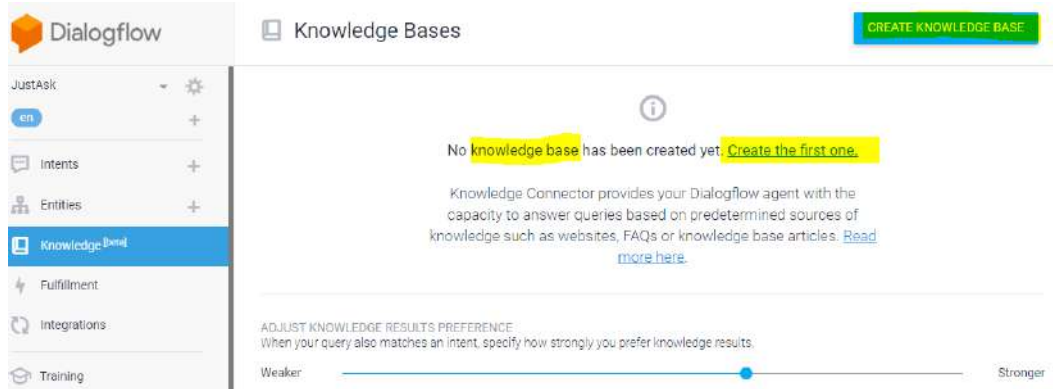 Dialogflow
Knowledge Bases
CREATE KNOWLEDGE BASE
JustAsk
en
Intents
Entities
Knowledge [beta]
Fulfillment
Integrations
Training
No knowledge base has been created yet. Create the first one.
Knowledge Connector provides your Dialogflow agent with the
capacity to answer queries based on predetermined sources of
knowledge such as websites, FAQs or knowledge base articles. Read
more here.
ADJUST KNOWLEDGE RESULTS PREFERENCE
When your query also matches an intent, specify how strongly you prefer knowledge results.
Weaker
Stronger